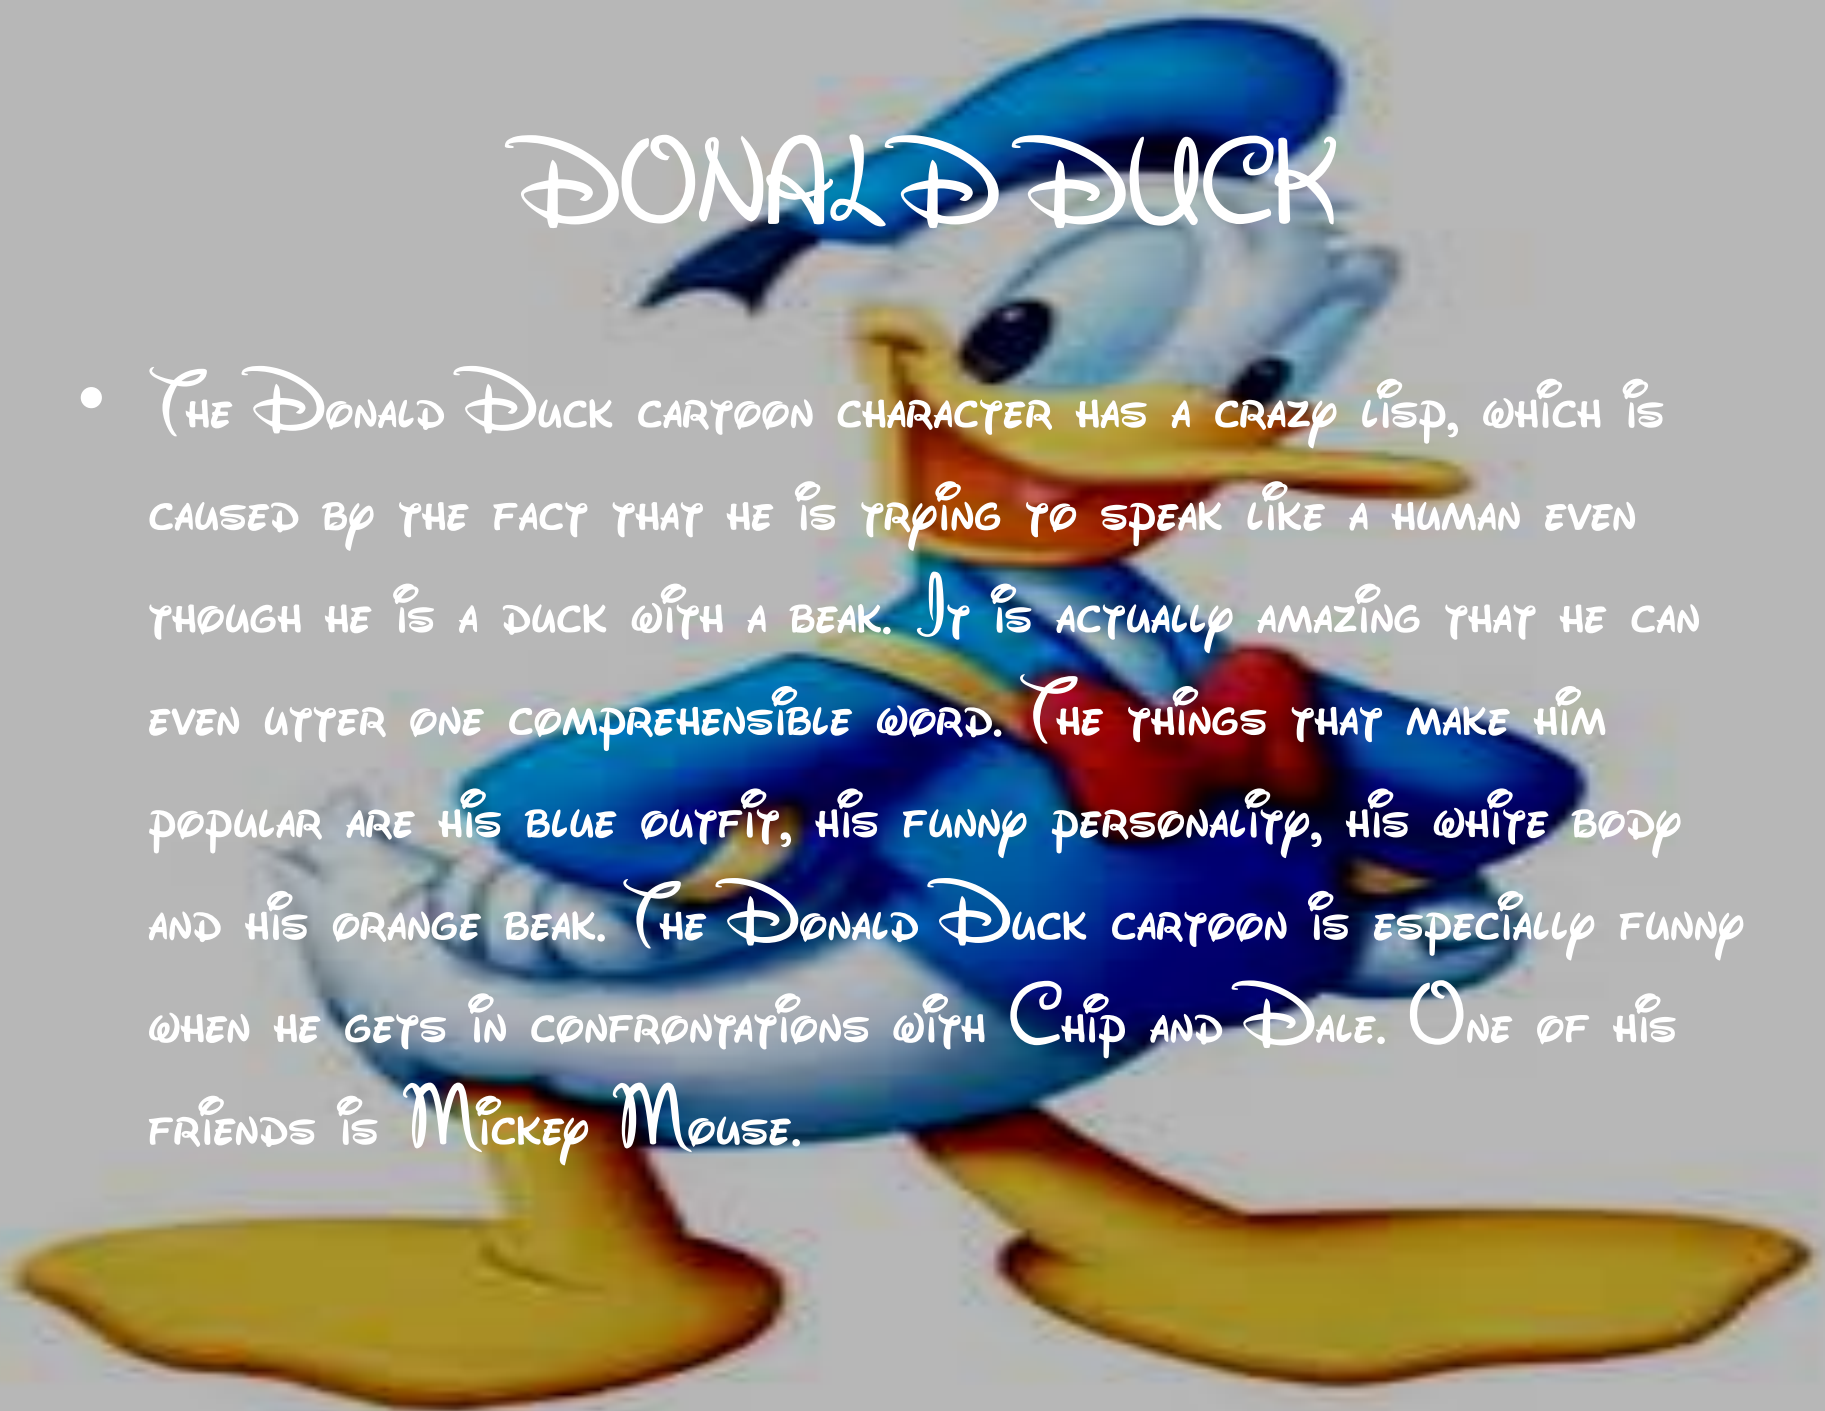 DONALD DUCK
• The Donald Duck cartoon character has a crazy lisp, which is
caused by the fact that he is trying to speak like a human even
though he is a duck with a beak. It is actually amazing that he can
even utter one comprehensible word. The things that make him
popular are his blue outfit, his funny personality, his white body
and his orange beak. The Donald Duck cartoon is especially funny
when he gets in confrontations with Chip and Dale. One of his
friends is Mickey Mouse.